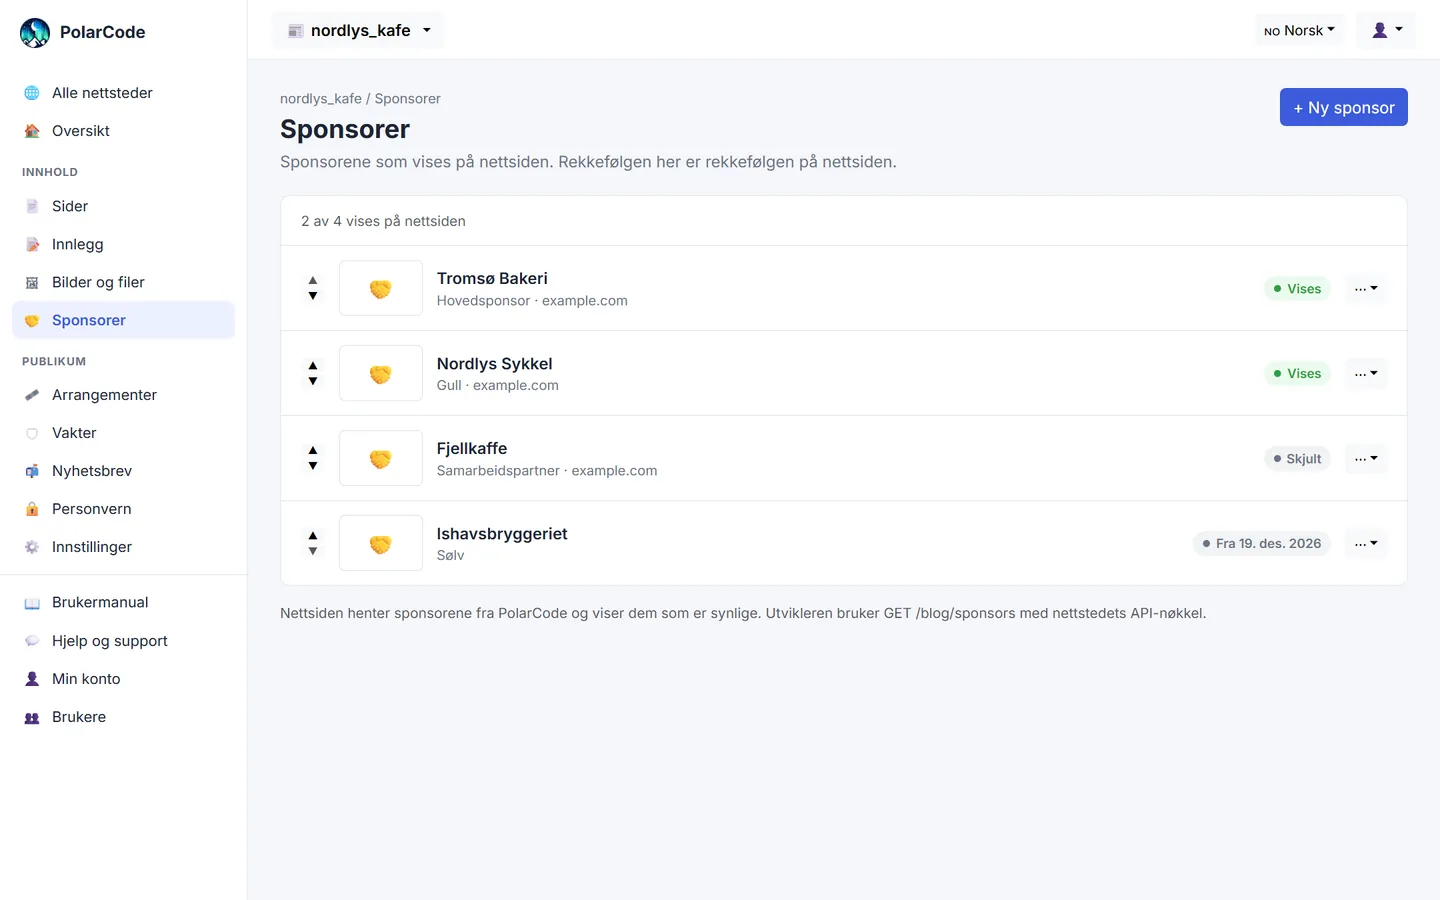 PolarCode
Alle nettsteder
Oversikt
INNHOLD
Sider
Innlegg
Bilder og filer
Sponsorer
PUBLIKUM
Arrangementer
Vakter
Nyhetsbrev
Personvern
Innstillinger
Brukermanual
Hjelp og support
Min konto
Brukere
nordlys_kafe
NO Norsk
nordlys_kafe / Sponsorer
Sponsorer
Sponsorene som vises på nettsiden. Rekkefølgen her er rekkefølgen på nettsiden.
+ Ny sponsor
2 av 4 vises på nettsiden
Tromsø Bakeri
Hovedsponsor · example.com
Vises
...
Nordlys Sykkel
Gull · example.com
Vises
...
Fjellkaffe
Samarbeidspartner · example.com
Skjult
...
Ishavsbryggeriet
Sølv
Fra 19. des. 2026
...
Nettsiden henter sponsorene fra PolarCode og viser dem som er synlige. Utvikleren bruker GET /blog/sponsors med nettstedets API-nøkkel.